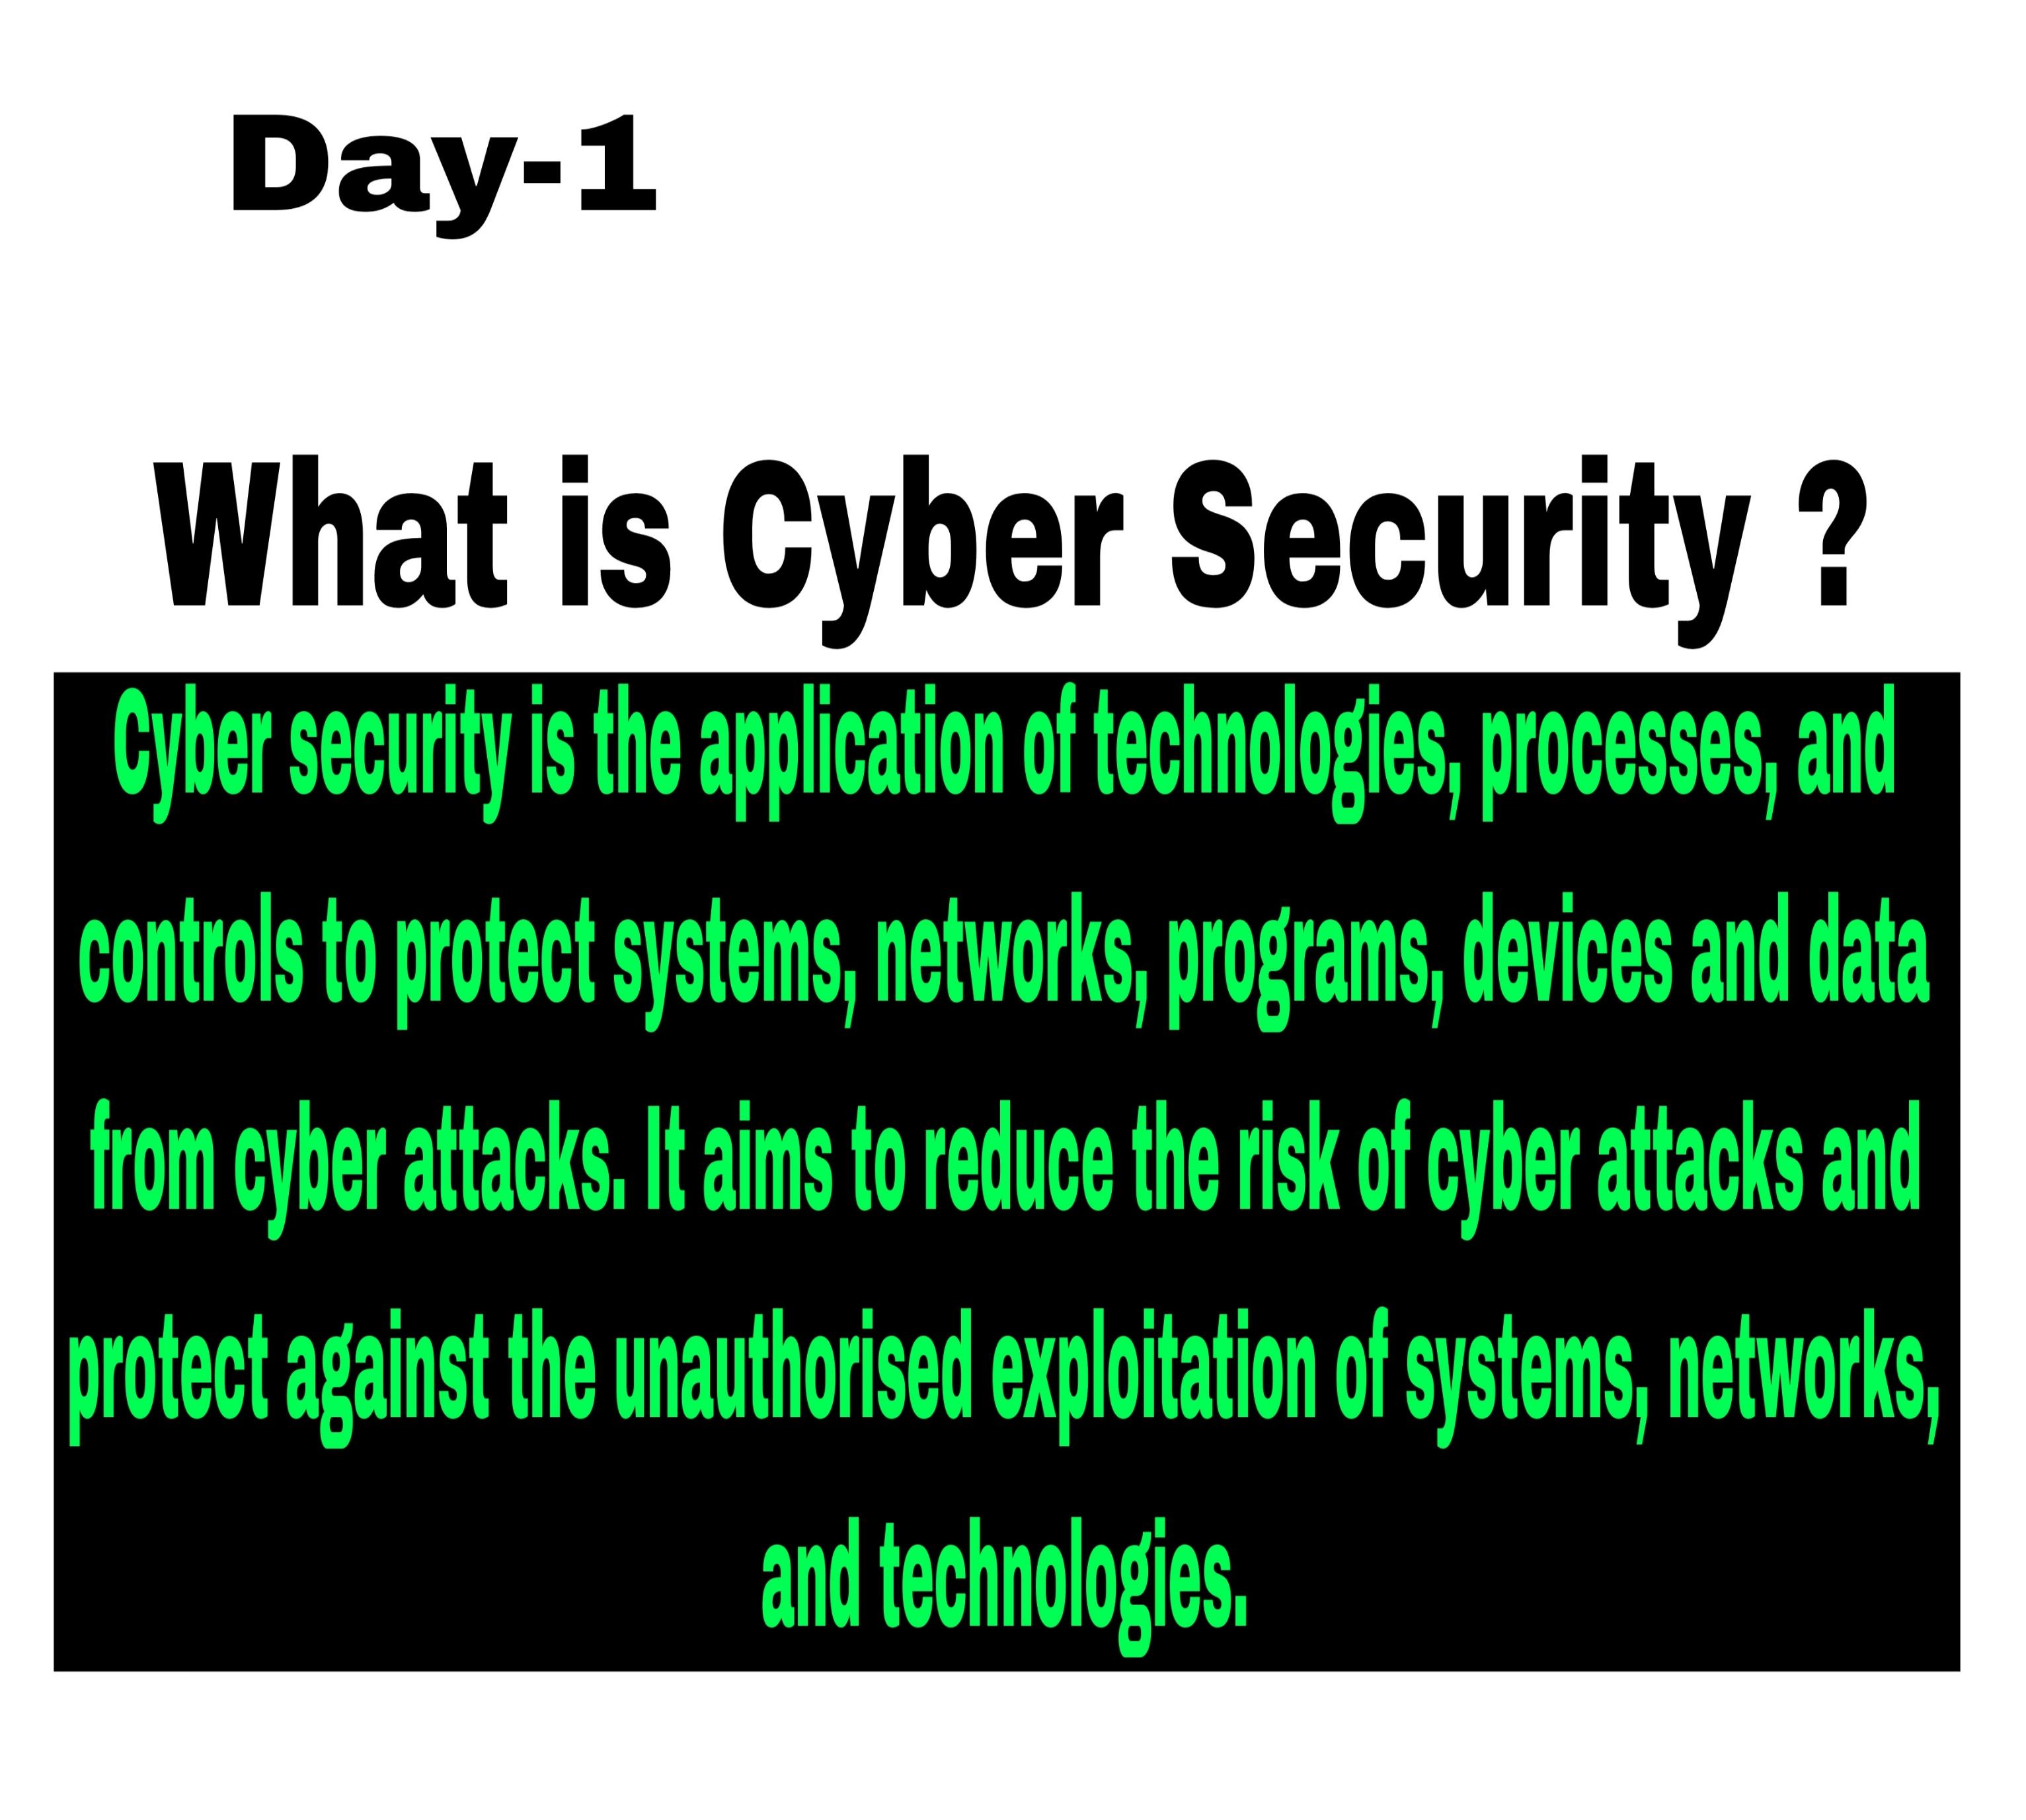 Day-1
What is Cyber Security ?
Cyber security is the application of technologies, processes, and
controls to protect systems, networks, programs, devices and data
from cyber attacks. It aims to reduce the risk of cyber attacks and
protect against the unauthorised exploitation of systems, networks,
and technologies.